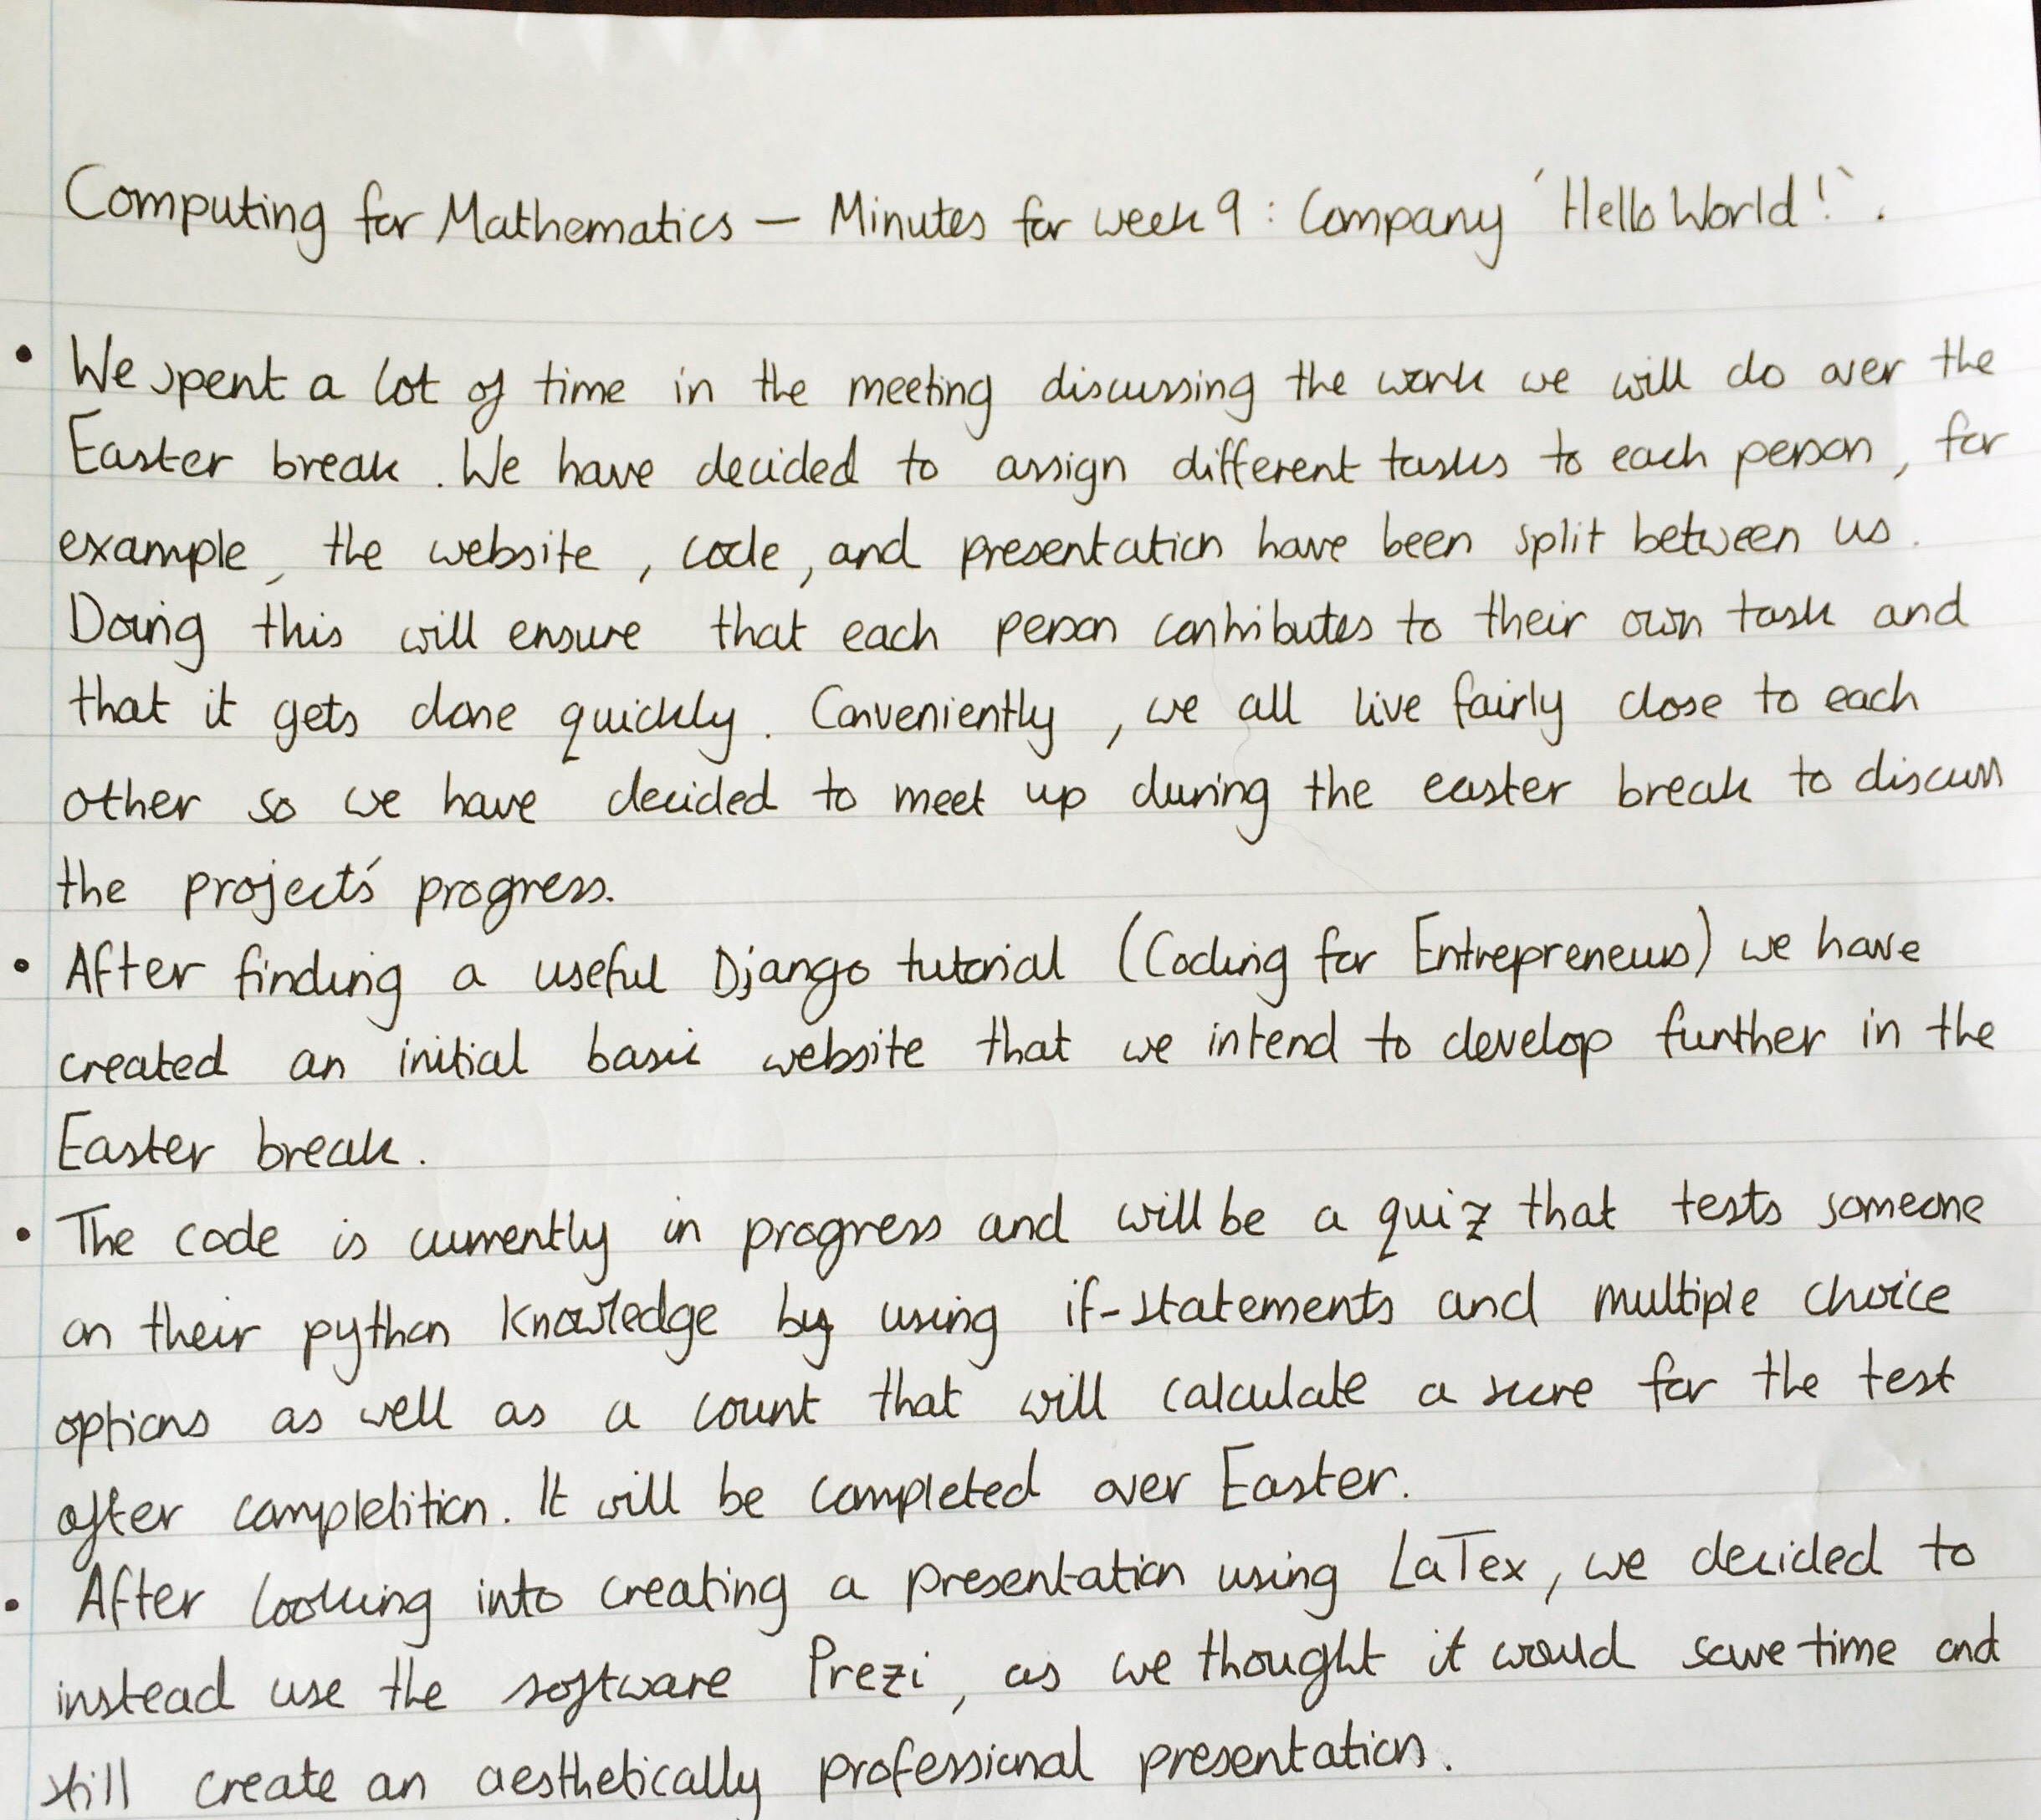 Computing for Mathematics — Minutes for week 9 : Company 'Hello World!'.
• We spent a lot of time in the meeting discussing the work we will do over the
Easter break. We have decided to assign different tasks to each person, for
example, the website, code, and presentation have been split between us.
Doing this will ensure that each person contributes to their own task and
that it gets done quickly. Conveniently, we all live fairly close to each
other so we have decided to meet up during the easter break to discuss
the project's progress.
• After finding a useful Django tutorial (Coding for Entrepreneurs) we have
created an initial basic website that we intend to develop further in the
Easter break.
• The code is currently in progress and will be a quiz that tests someone
on their python knowledge by using if-statements and multiple choice
options as well as a count that will calculate a score for the test
after completition. It will be completed over Easter.
• After looking into creating a presentation using LaTex, we decided to
instead use the software Prezi, as we thought it would save time and
still create an aesthetically professional presentation.